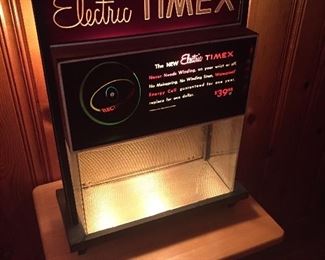 Electric TIMEX
The NEW Electric TIMEX
Never Needs Winding, on your wrist or off
No Mainspring, No Winding Stem, Waterproof
Energy Cell guaranteed for one year,
replace for one dollar.
$39.95